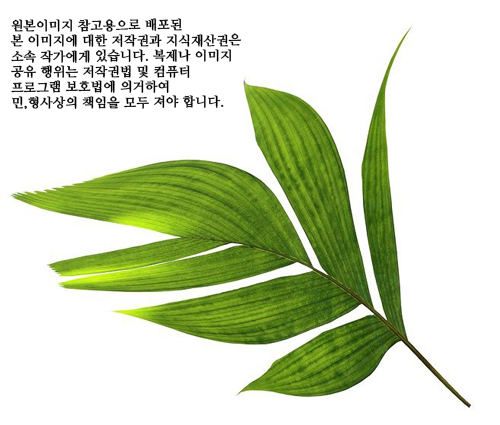 원본이미지 참고용으로 배포된
본 이미지에 대한 저작권과 지식재산권은
소속 작가에게 있습니다. 복제나 이미지
공유 행위는 저작권법 및 컴퓨터
프로그램 보호법에 의거하여
민,형사상의 책임을 모두 져야 합니다.